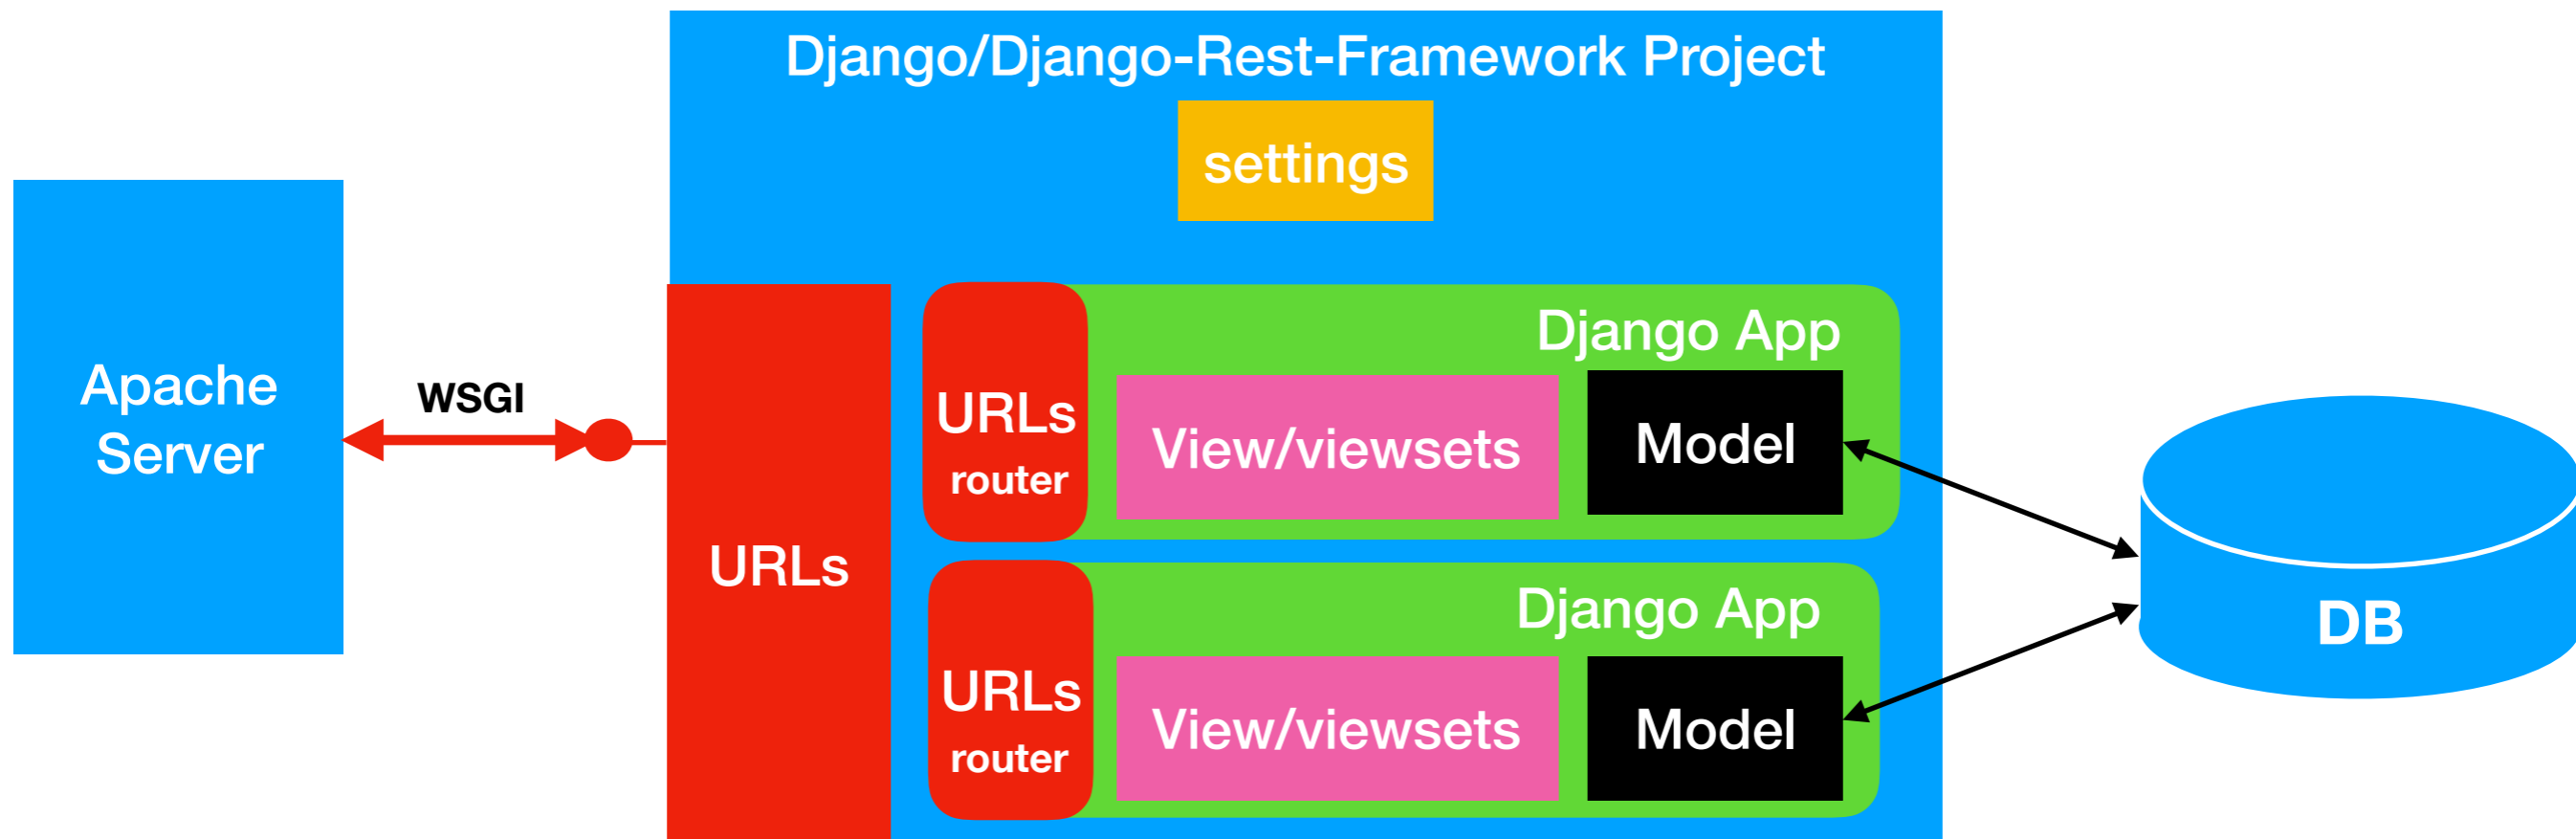 Django/Django-Rest-Framework Project
settings
Apache
Server
WSGI
URLs
Django App
URLs
router
View/viewsets
Model
Django App
URLs
router
View/viewsets
Model
DB